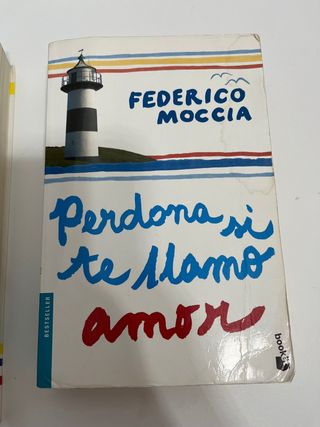 FEDERICO
MOCCIA
Perdona si
te llamo
amor
BESTSELLER
booket